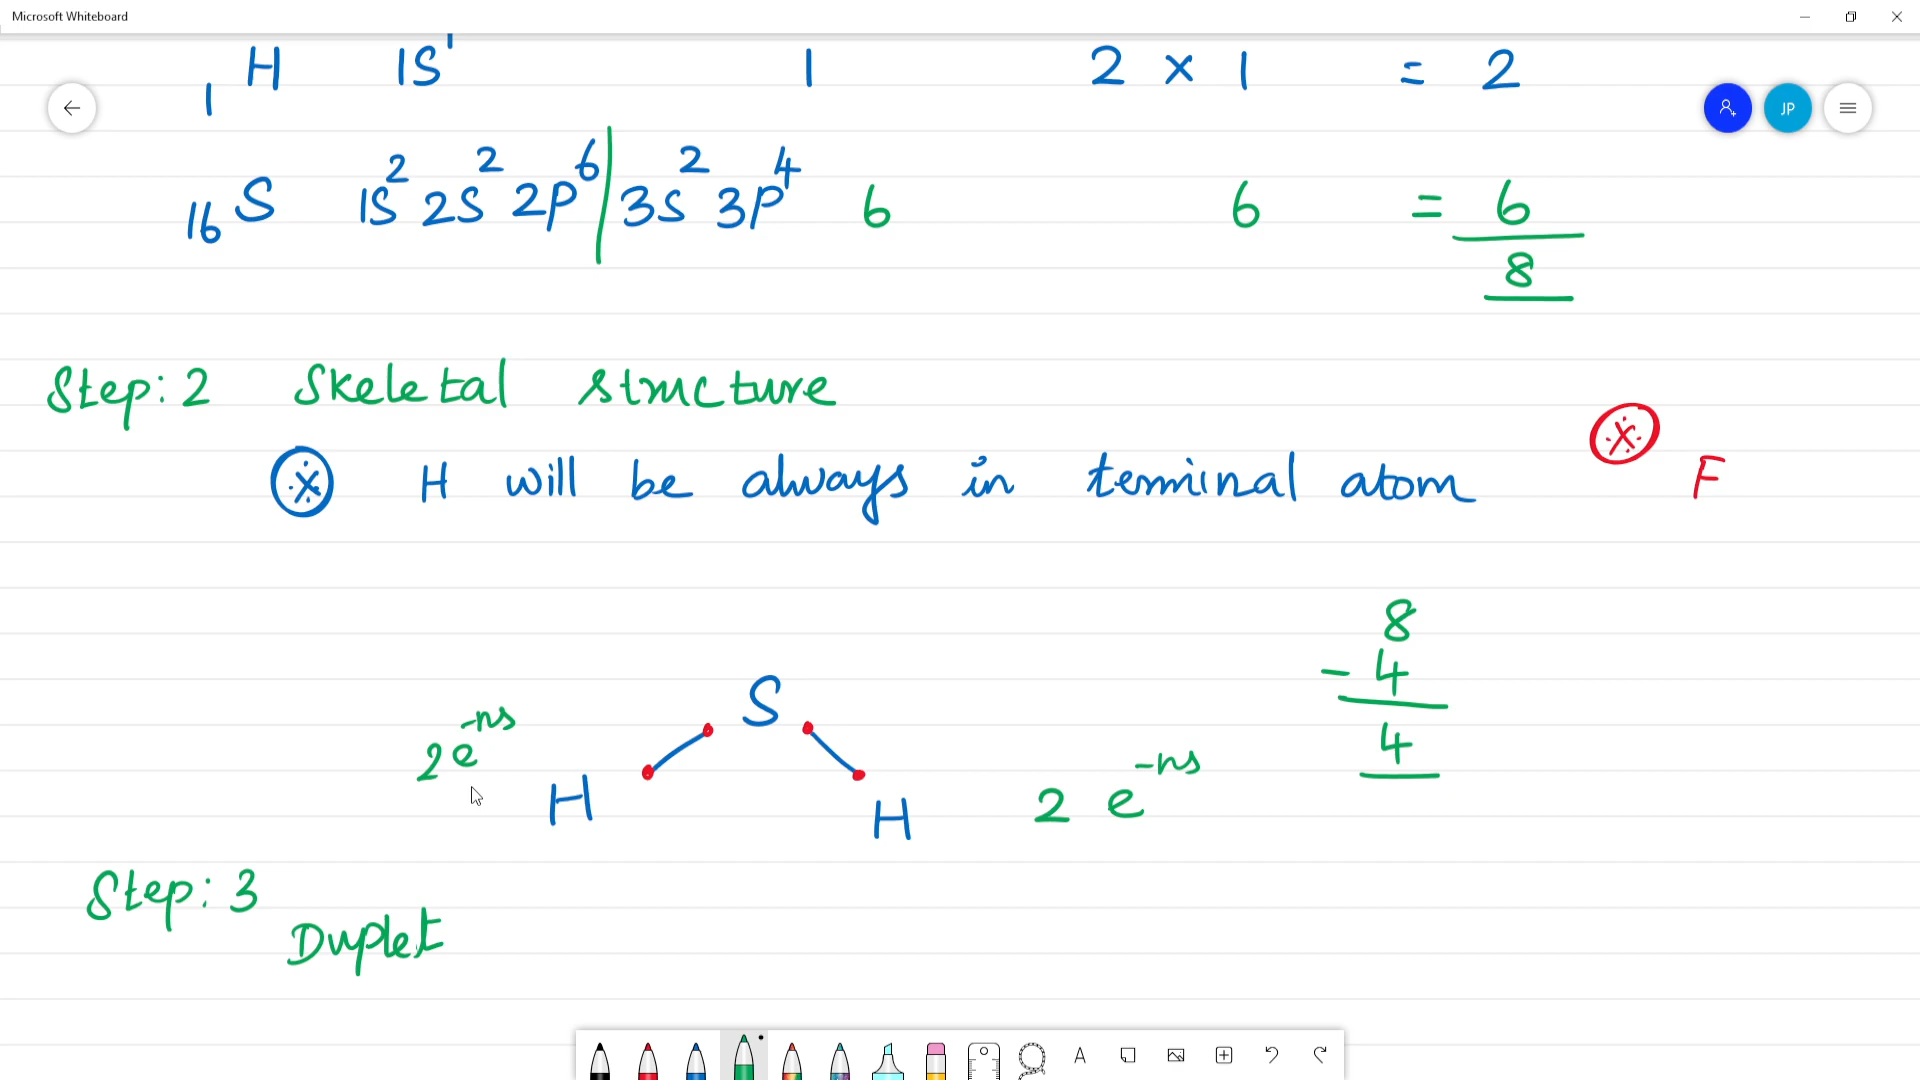 Microsoft Whiteboard
1 H 1S¹ 1 2 × 1 = 2
JP
16 S 1S² 2S² 2P⁶ 3S² 3P⁴ 6 6 = 6
8
Step: 2 Skeletal structure
H will be always in terminal atom F
8
- 4
4
S
2 e-ns
H H 2 e-ns
Step: 3
Duplet
A